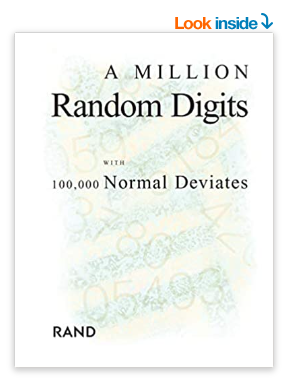 Look inside
A MILLION
Random Digits
WITH
100,000 Normal Deviates
RAND